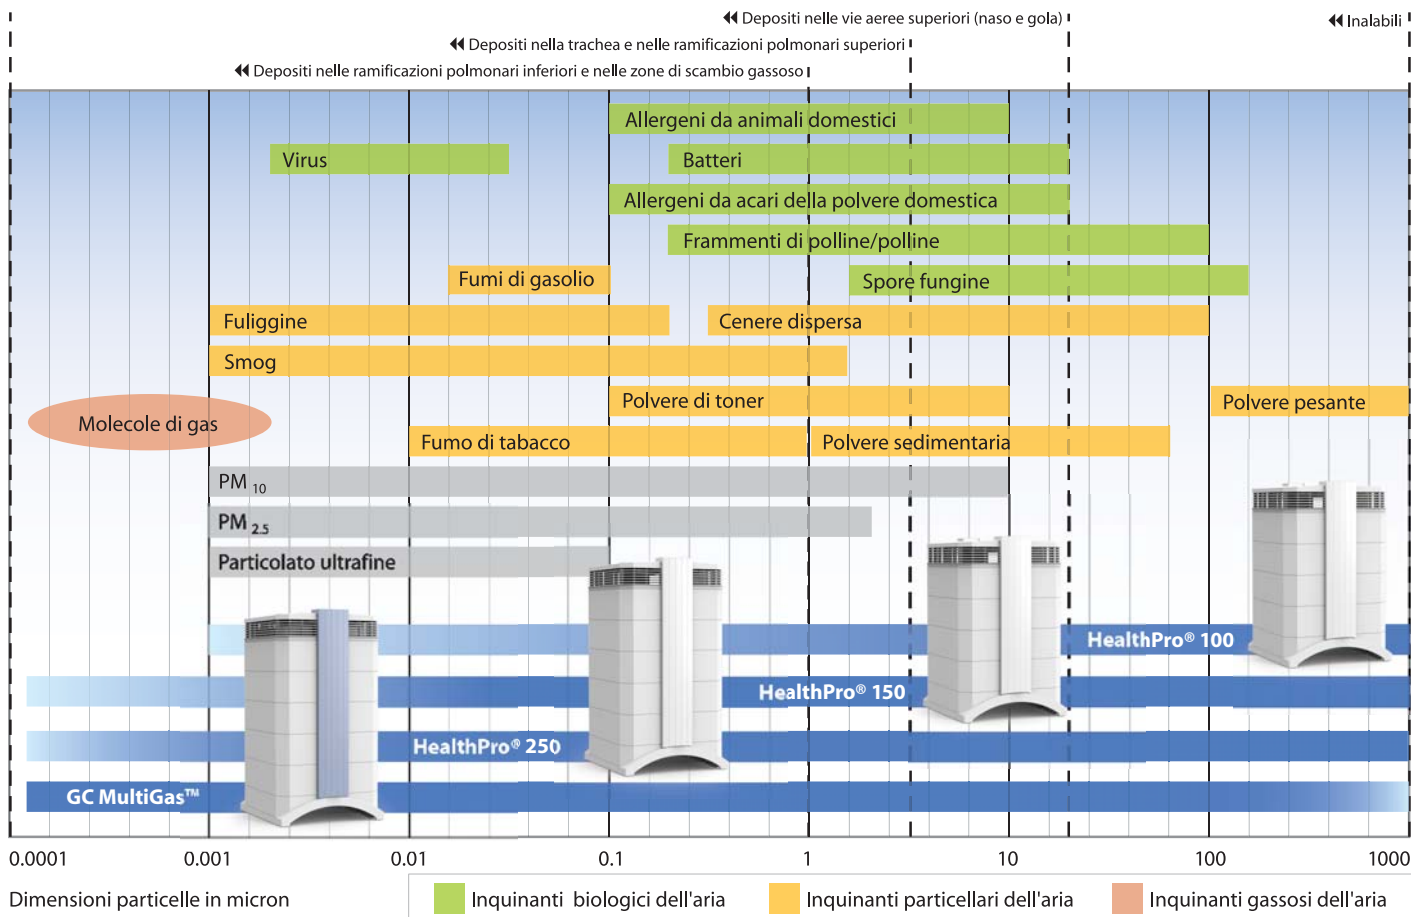 ◀◀ Depositi nelle vie aeree superiori (naso e gola)
◀◀ Inalabili
◀◀ Depositi nella trachea e nelle ramificazioni polmonari superiori
◀◀ Depositi nelle ramificazioni polmonari inferiori e nelle zone di scambio gassoso
Allergeni da animali domestici
Virus
Batteri
Allergeni da acari della polvere domestica
Frammenti di polline/polline
Fumi di gasolio
Spore fungine
Fuliggine
Cenere dispersa
Smog
Polvere di toner
Polvere pesante
Molecole di gas
Fumo di tabacco
Polvere sedimentaria
PM 10
PM 2.5
Particolato ultrafine
HealthPro® 100
HealthPro® 150
HealthPro® 250
GC MultiGas™
0.0001 0.001 0.01 0.1 1 10 100 1000
Dimensioni particelle in micron
Inquinanti biologici dell'aria
Inquinanti particellari dell'aria
Inquinanti gassosi dell'aria